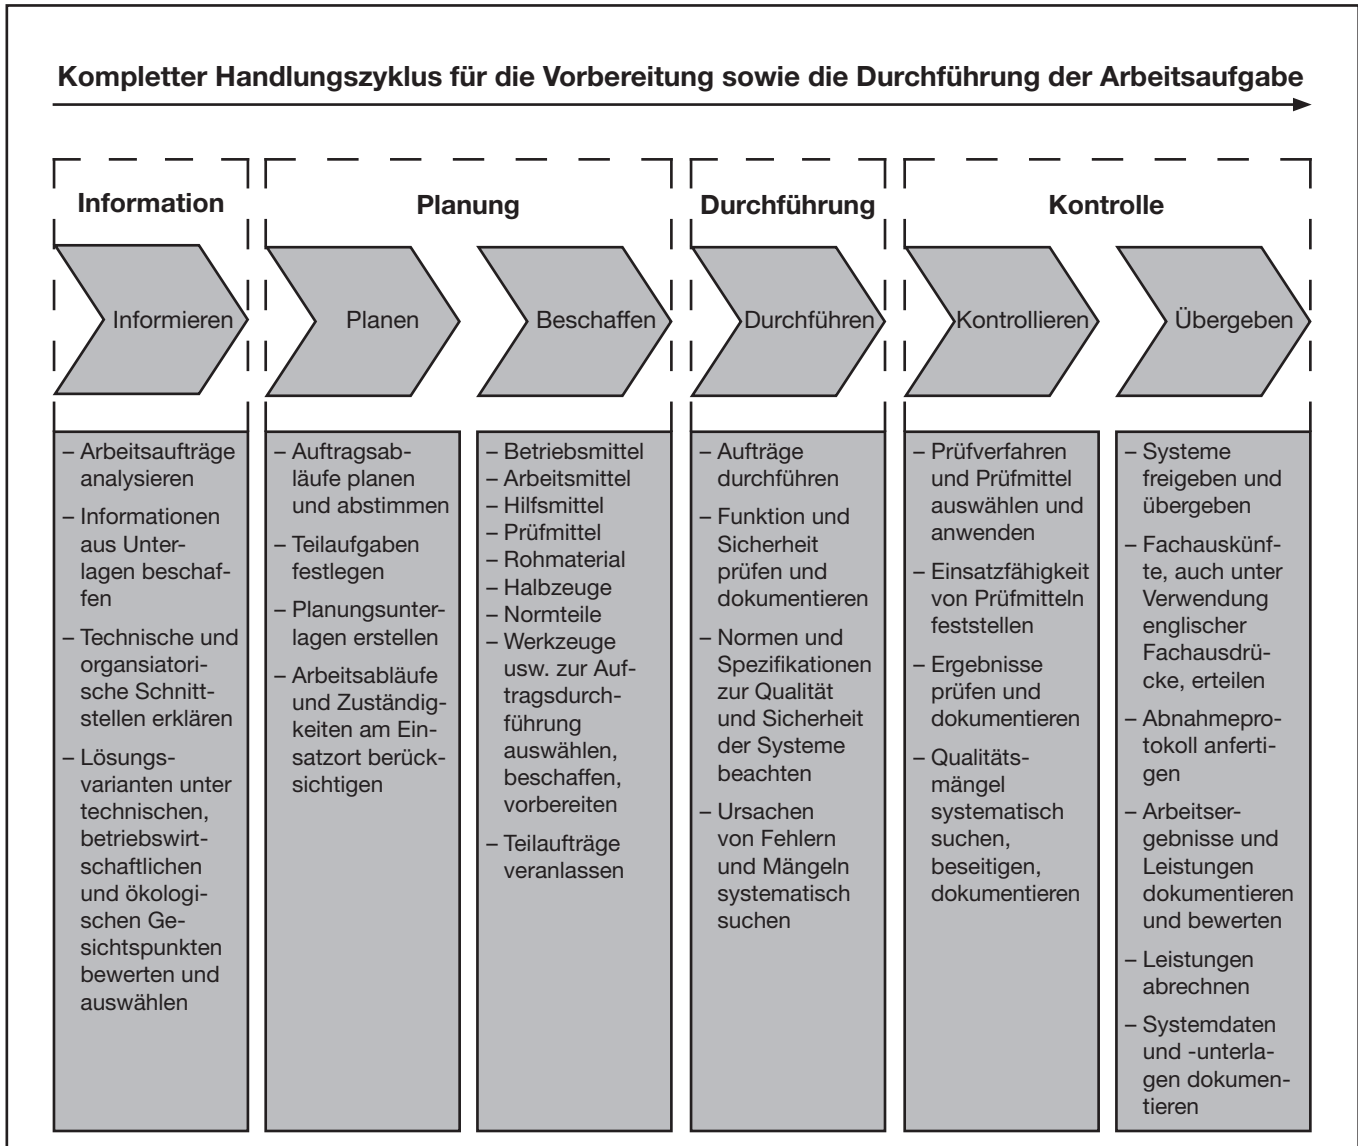 Kompletter Handlungszyklus für die Vorbereitung sowie die Durchführung der Arbeitsaufgabe
Information
Planung
Durchführung
Kontrolle
Informieren
Planen
Beschaffen
Durchführen
Kontrollieren
Übergeben
– Arbeitsaufträge
analysieren
– Informationen
aus Unter-
lagen beschaf-
fen
– Technische und
organsiatori-
sche Schnitt-
stellen erklären
– Lösungs-
varianten unter
technischen,
betriebswirt-
schaftlichen
und ökologi-
schen Ge-
sichtspunkten
bewerten und
auswählen
– Auftragsab-
läufe planen
und abstimmen
– Teilaufgaben
festlegen
– Planungsunter-
lagen erstellen
– Arbeitsabläufe
und Zuständig-
keiten am Ein-
satzort berück-
sichtigen
– Betriebsmittel
– Arbeitsmittel
– Hilfsmittel
– Prüfmittel
– Rohmaterial
– Halbzeuge
– Normteile
– Werkzeuge
usw. zur Auf-
tragsdurch-
führung
auswählen,
beschaffen,
vorbereiten
– Teilaufträge
veranlassen
– Aufträge
durchführen
– Funktion und
Sicherheit
prüfen und
dokumentieren
– Normen und
Spezifikationen
zur Qualität
und Sicherheit
der Systeme
beachten
– Ursachen
von Fehlern
und Mängeln
systematisch
suchen
– Prüfverfahren
und Prüfmittel
auswählen und
anwenden
– Einsatzfähigkeit
von Prüfmitteln
feststellen
– Ergebnisse
prüfen und
dokumentieren
– Qualitäts-
mängel
systematisch
suchen,
beseitigen,
dokumentieren
– Systeme
freigeben und
übergeben
– Fachauskünf-
te, auch unter
Verwendung
englischer
Fachausdrü-
cke, erteilen
– Abnahmepro-
tokoll anferti-
gen
– Arbeitser-
gebnisse und
Leistungen
dokumentieren
und bewerten
– Leistungen
abrechnen
– Systemdaten
und -unterla-
gen dokumen-
tieren